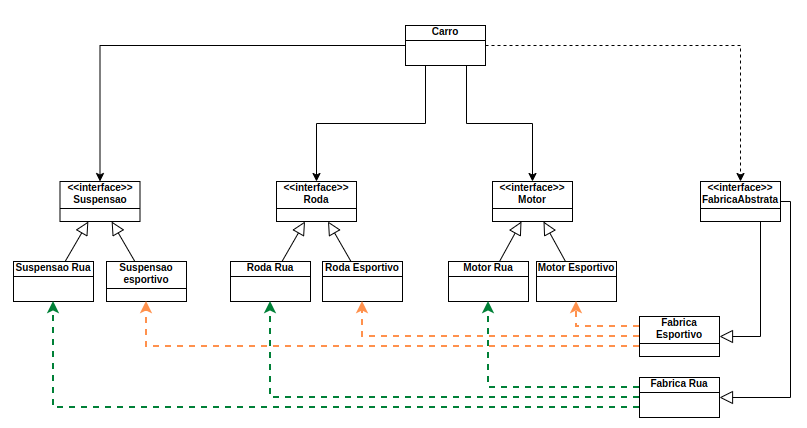 Carro
<<interface>>
Suspensao
<<interface>>
Roda
<<interface>>
Motor
<<interface>>
FabricaAbstrata
Suspensao Rua
Suspensao
esportivo
Roda Rua
Roda Esportivo
Motor Rua
Motor Esportivo
Fabrica
Esportivo
Fabrica Rua